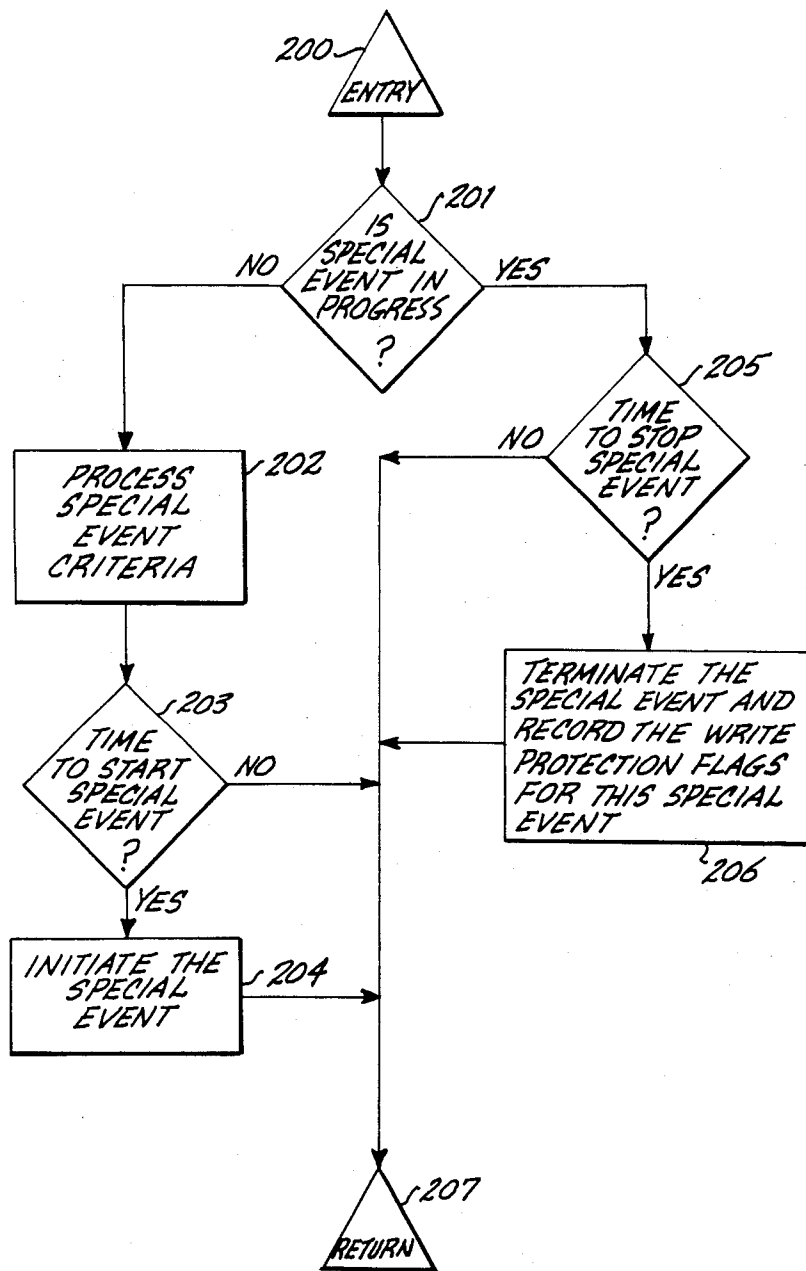 200
ENTRY
201
IS
SPECIAL
EVENT IN
PROGRESS
?
NO
YES
205
TIME
TO STOP
SPECIAL
EVENT
?
NO
YES
202
PROCESS
SPECIAL
EVENT
CRITERIA
203
TIME
TO START
SPECIAL
EVENT
?
NO
YES
TERMINATE THE
SPECIAL EVENT AND
RECORD THE WRITE
PROTECTION FLAGS
FOR THIS SPECIAL
EVENT
206
INITIATE THE
SPECIAL
EVENT
204
207
RETURN